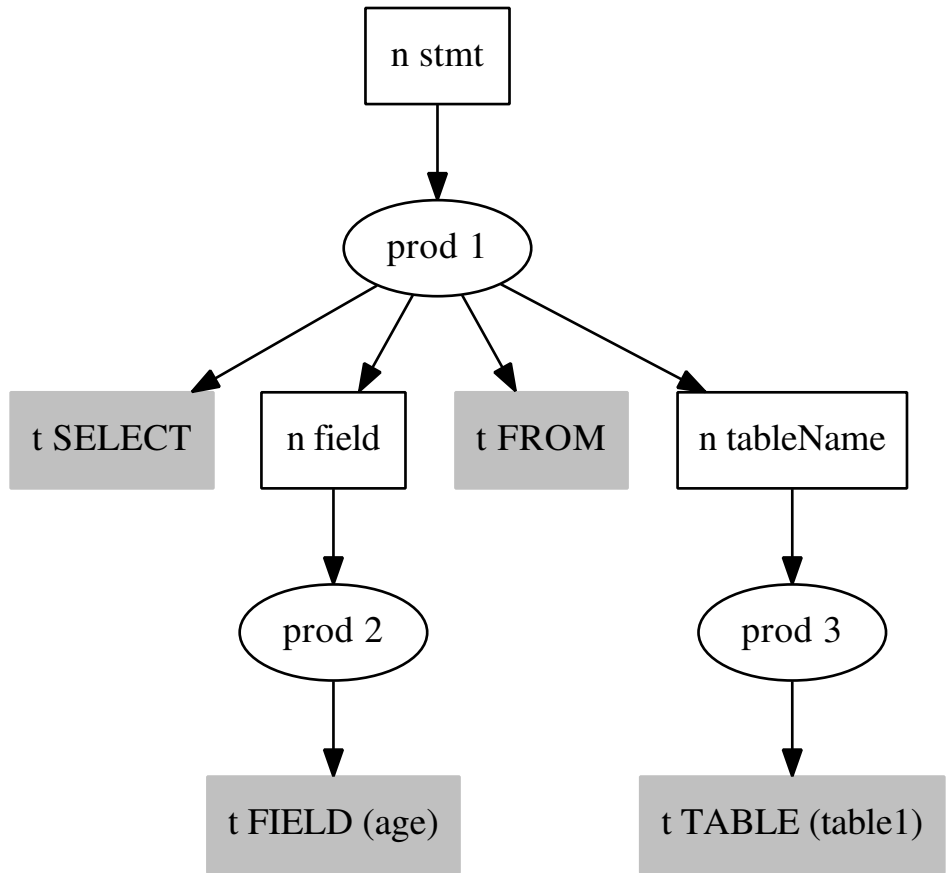 n stmt
prod 1
t SELECT
n field
t FROM
n tableName
prod 2
prod 3
t FIELD (age)
t TABLE (table1)